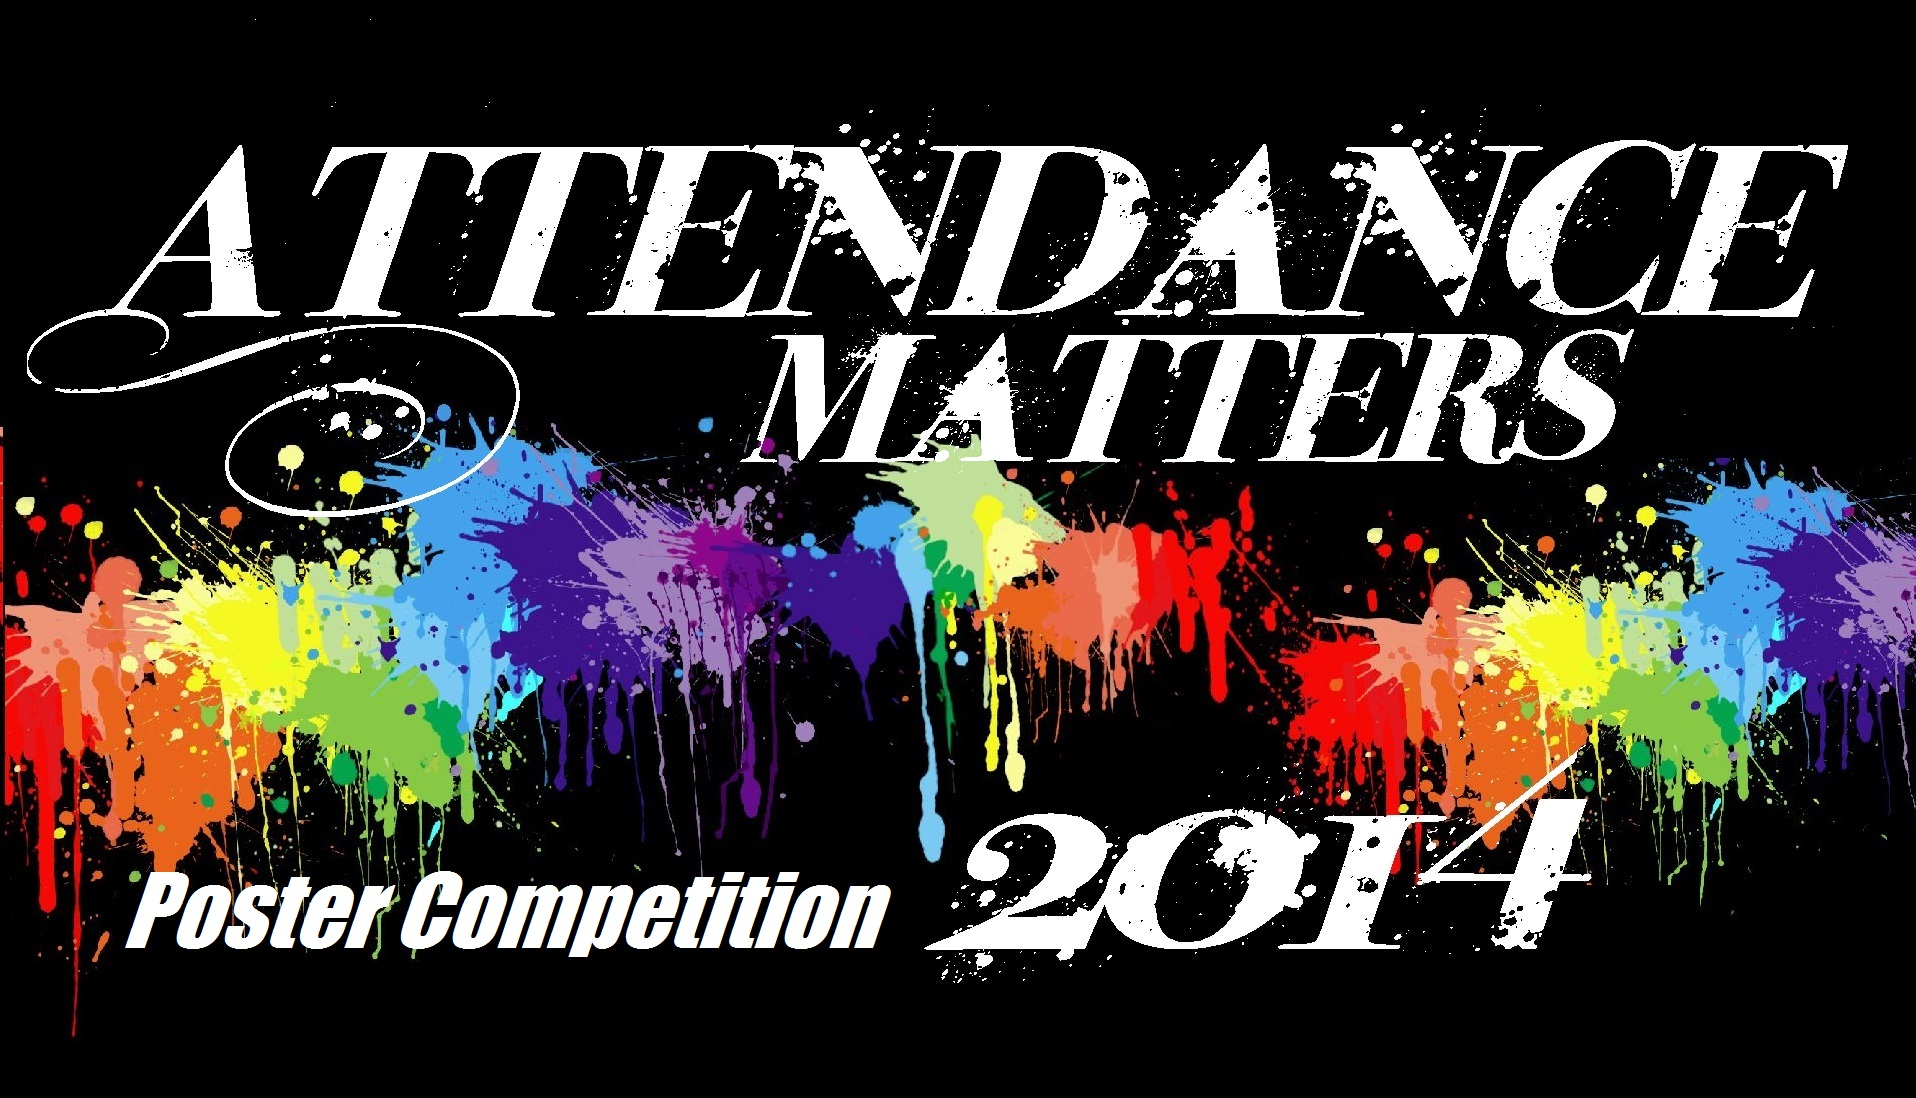 ATTENDANCE
MATTERS
Poster Competition
2014